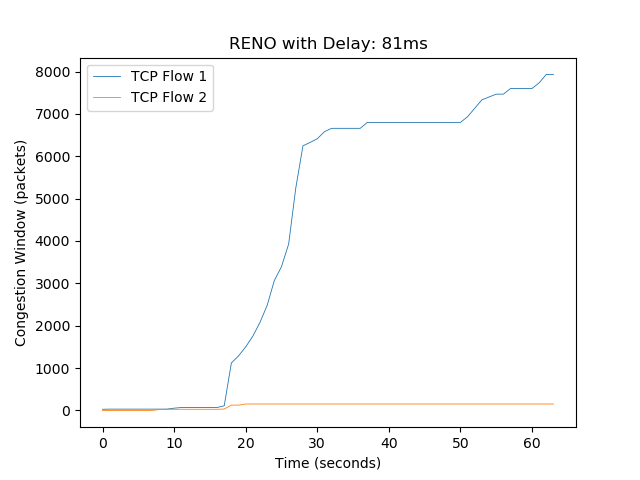 RENO with Delay: 81ms
TCP Flow 1
TCP Flow 2
Congestion Window (packets)
8000
7000
6000
5000
4000
3000
2000
1000
0
0 10 20 30 40 50 60
Time (seconds)